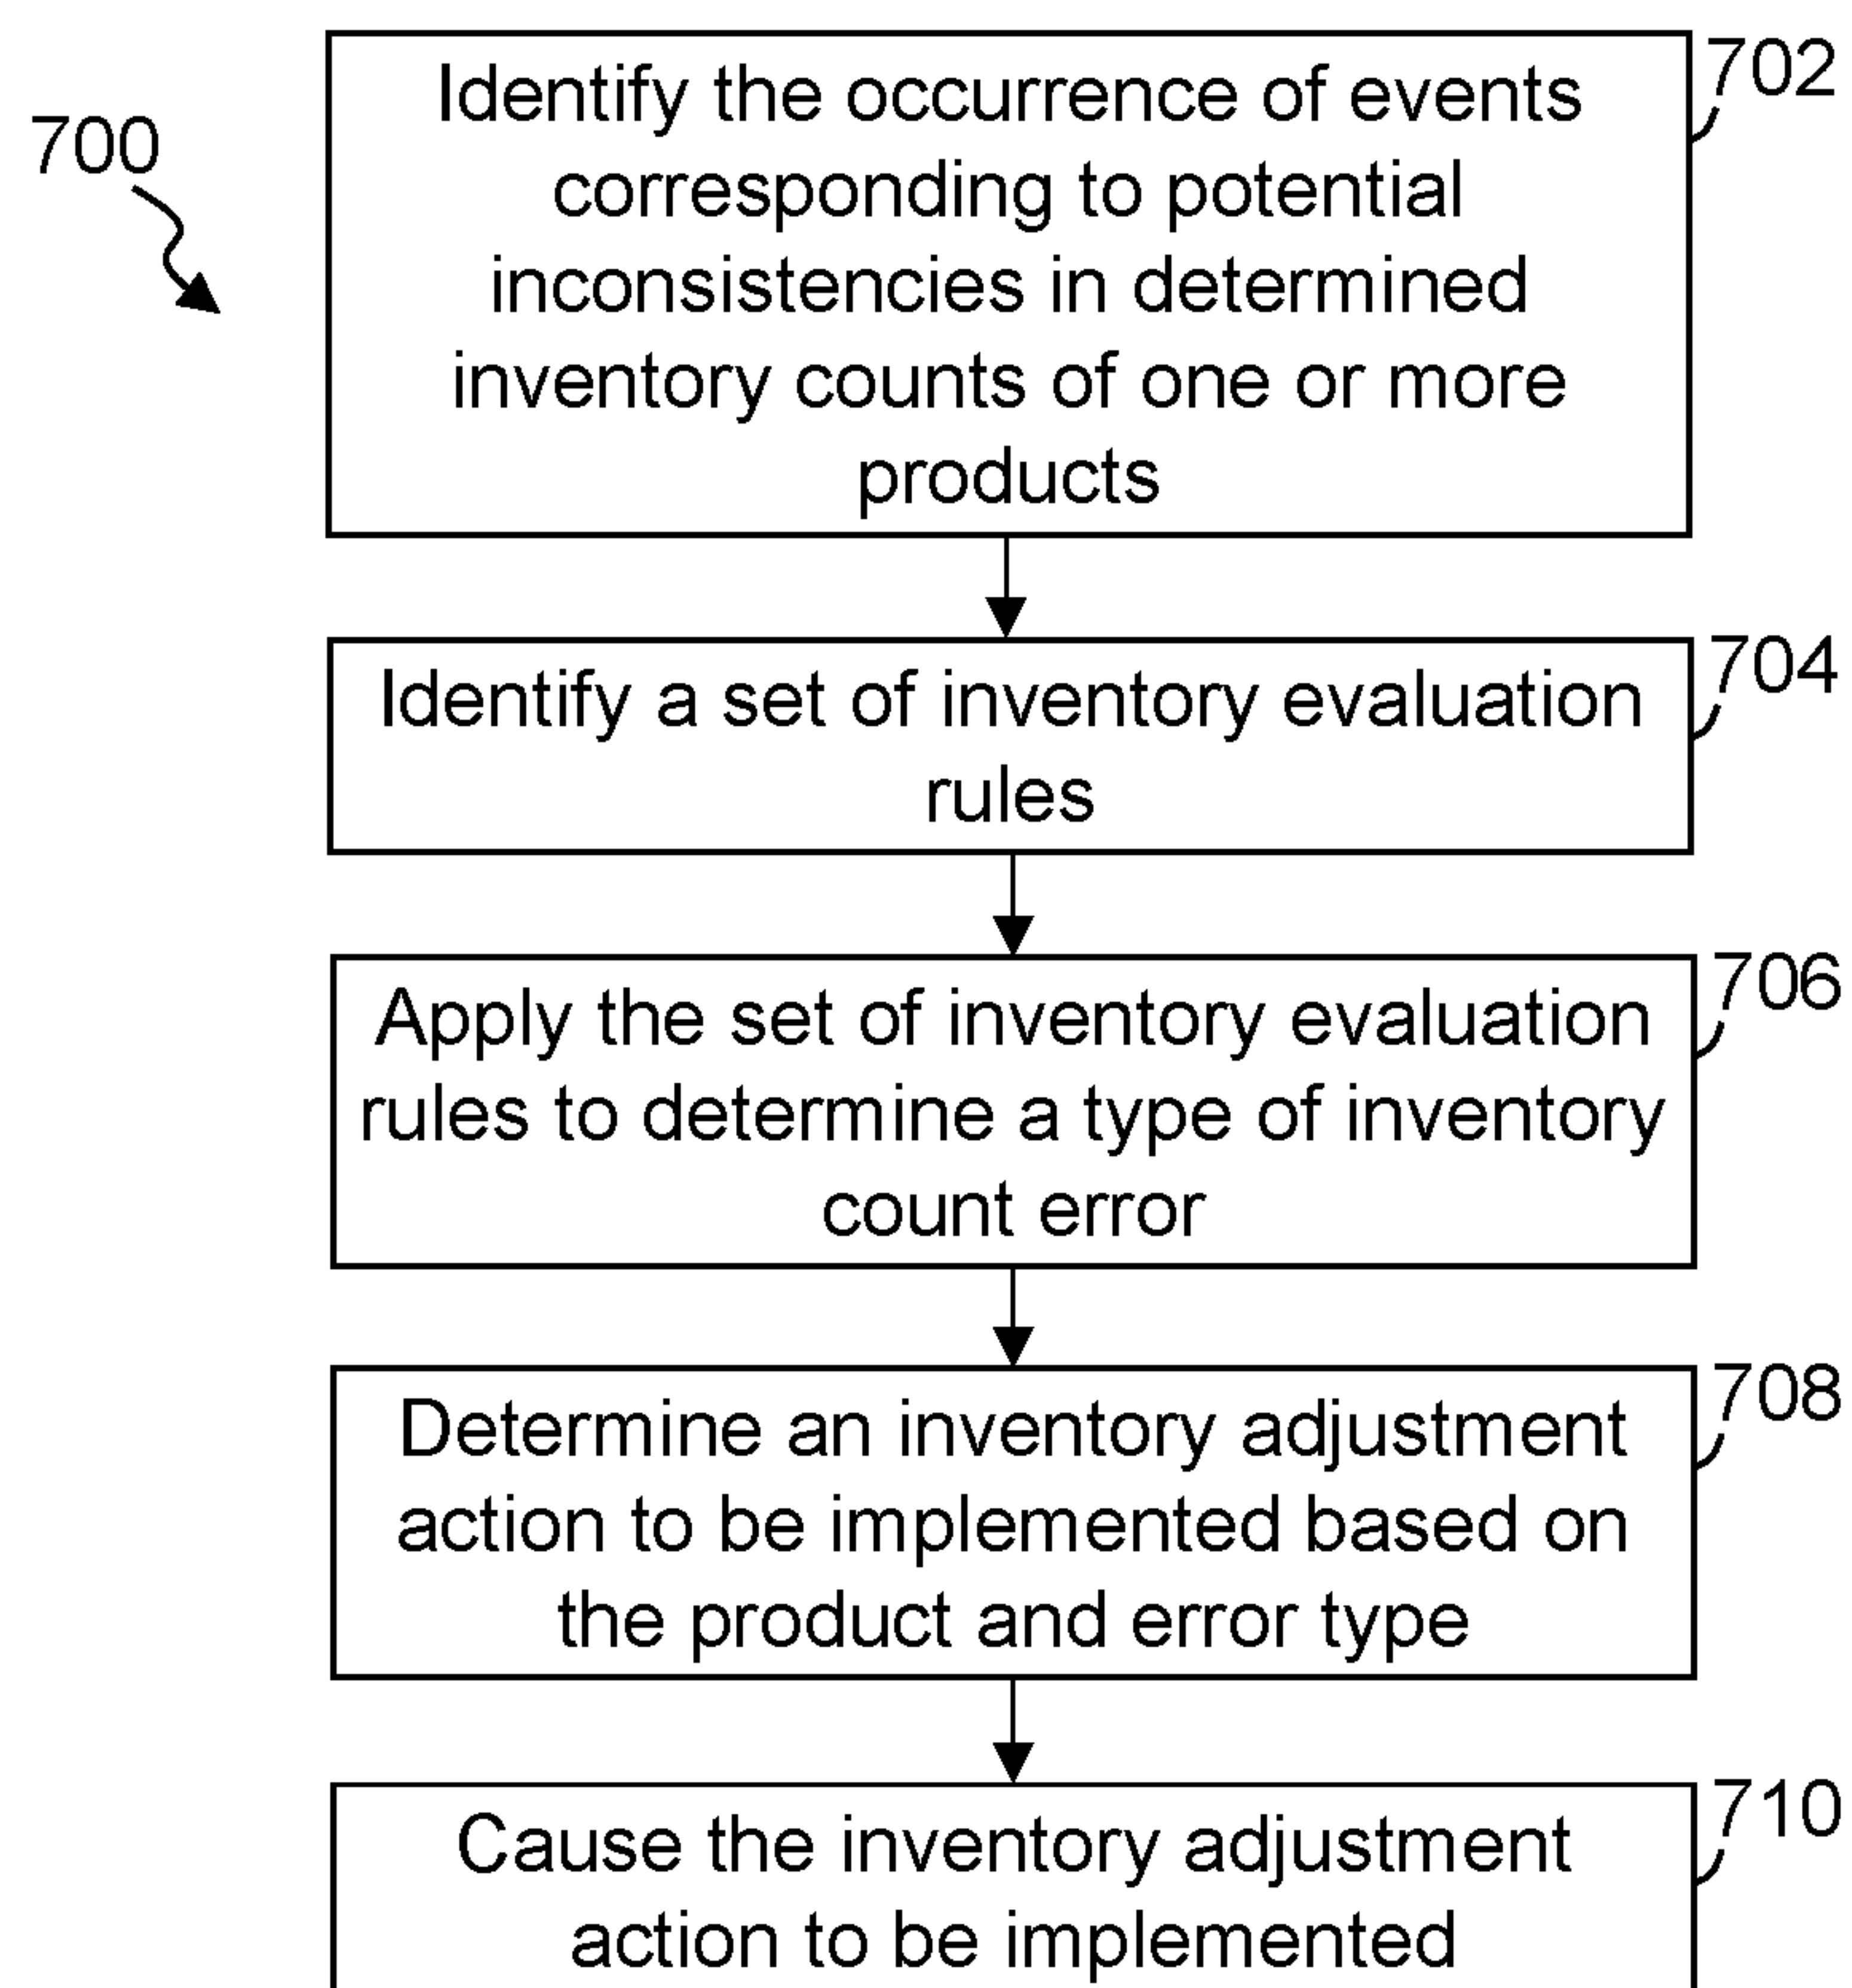 700
702
Identify the occurrence of events
corresponding to potential
inconsistencies in determined
inventory counts of one or more
products
704
Identify a set of inventory evaluation
rules
706
Apply the set of inventory evaluation
rules to determine a type of inventory
count error
708
Determine an inventory adjustment
action to be implemented based on
the product and error type
710
Cause the inventory adjustment
action to be implemented